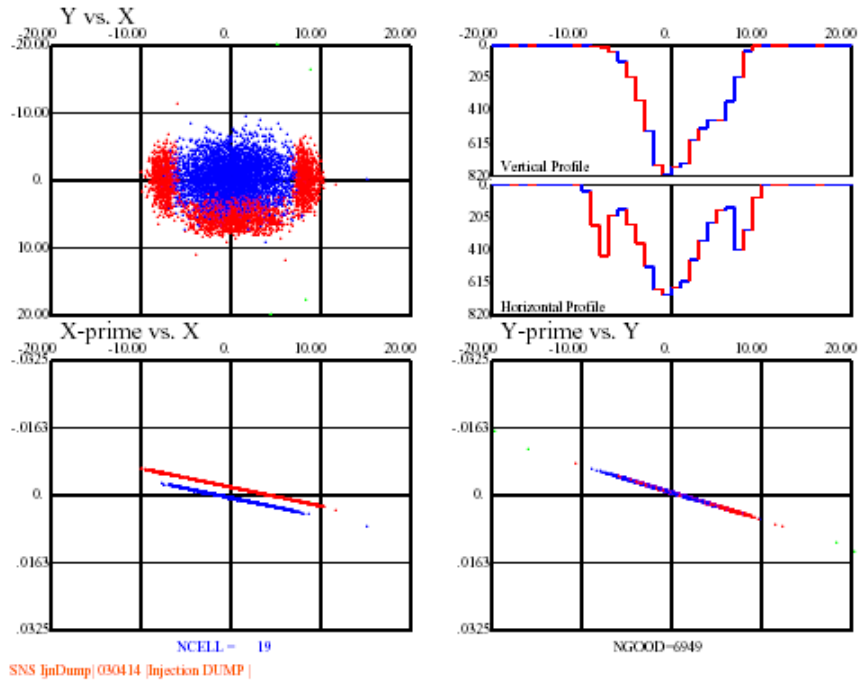 Y vs. X
-20.00 -10.00 0. 10.00 20.00
-10.00
0.
10.00
20.00
-10.00 0. 10.00 20.00
0.
205
410
615
Vertical Profile
820
0.
205
410
615
Horizontal Profile
820
X-prime vs. X
20.00 -10.00 0. 10.00 20.00
-.0325
-.0163
0.
.0163
.0325
Y-prime vs. Y
20.00 -10.00 0. 10.00 20.00
-.0325
-.0163
0.
.0163
.0325
NCELL = 19
NGOOD=6949
SNS IjnDump| 030414 |Injection DUMP |